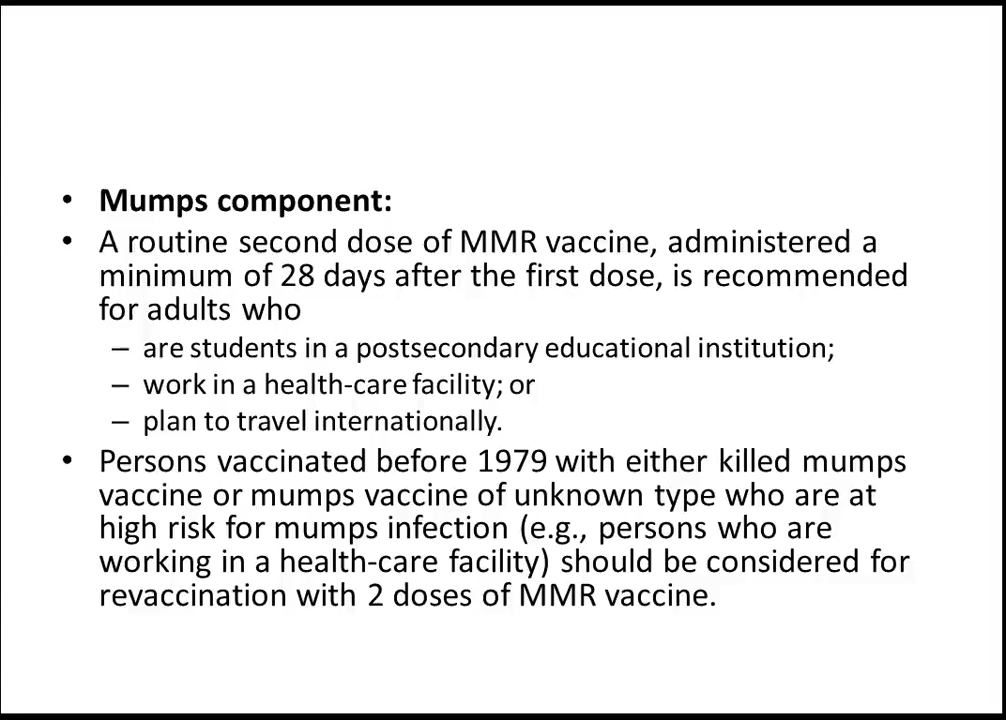 • Mumps component:
• A routine second dose of MMR vaccine, administered a
minimum of 28 days after the first dose, is recommended
for adults who
– are students in a postsecondary educational institution;
– work in a health-care facility; or
– plan to travel internationally.
• Persons vaccinated before 1979 with either killed mumps
vaccine or mumps vaccine of unknown type who are at
high risk for mumps infection (e.g., persons who are
working in a health-care facility) should be considered for
revaccination with 2 doses of MMR vaccine.